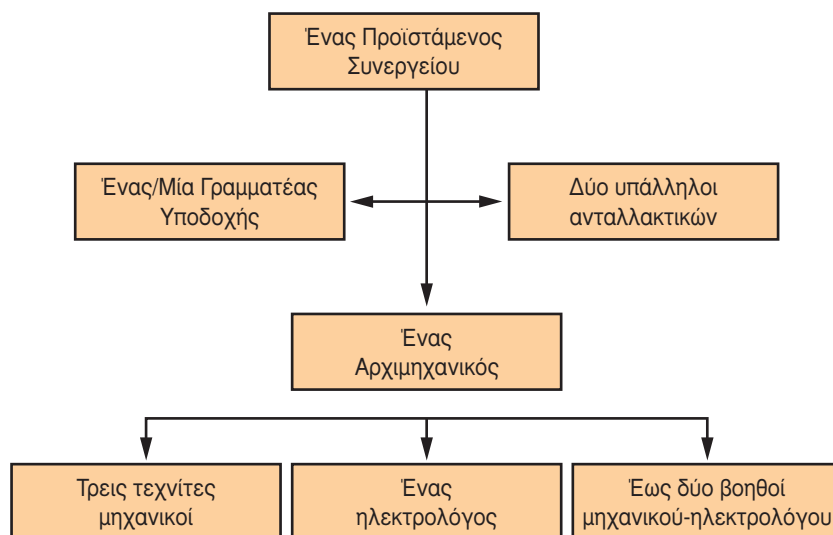 Ένας Προϊστάμενος
Συνεργείου
Ένας/Μία Γραμματέας
Υποδοχής
Δύο υπάλληλοι
ανταλλακτικών
Ένας
Αρχιμηχανικός
Τρεις τεχνίτες
μηχανικοί
Ένας
ηλεκτρολόγος
Έως δύο βοηθοί
μηχανικού-ηλεκτρολόγου